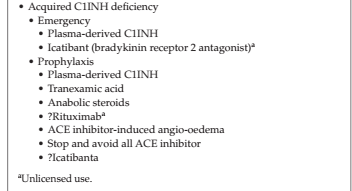 • Acquired C1INH deficiency
• Emergency
• Plasma-derived C1INH
• Icatibant (bradykinin receptor 2 antagonist)ᵃ
• Prophylaxis
• Plasma-derived C1INH
• Tranexamic acid
• Anabolic steroids
• ?Rituximabᵃ
• ACE inhibitor-induced angio-oedema
• Stop and avoid all ACE inhibitor
• ?Icatibanta
ᵃUnlicensed use.